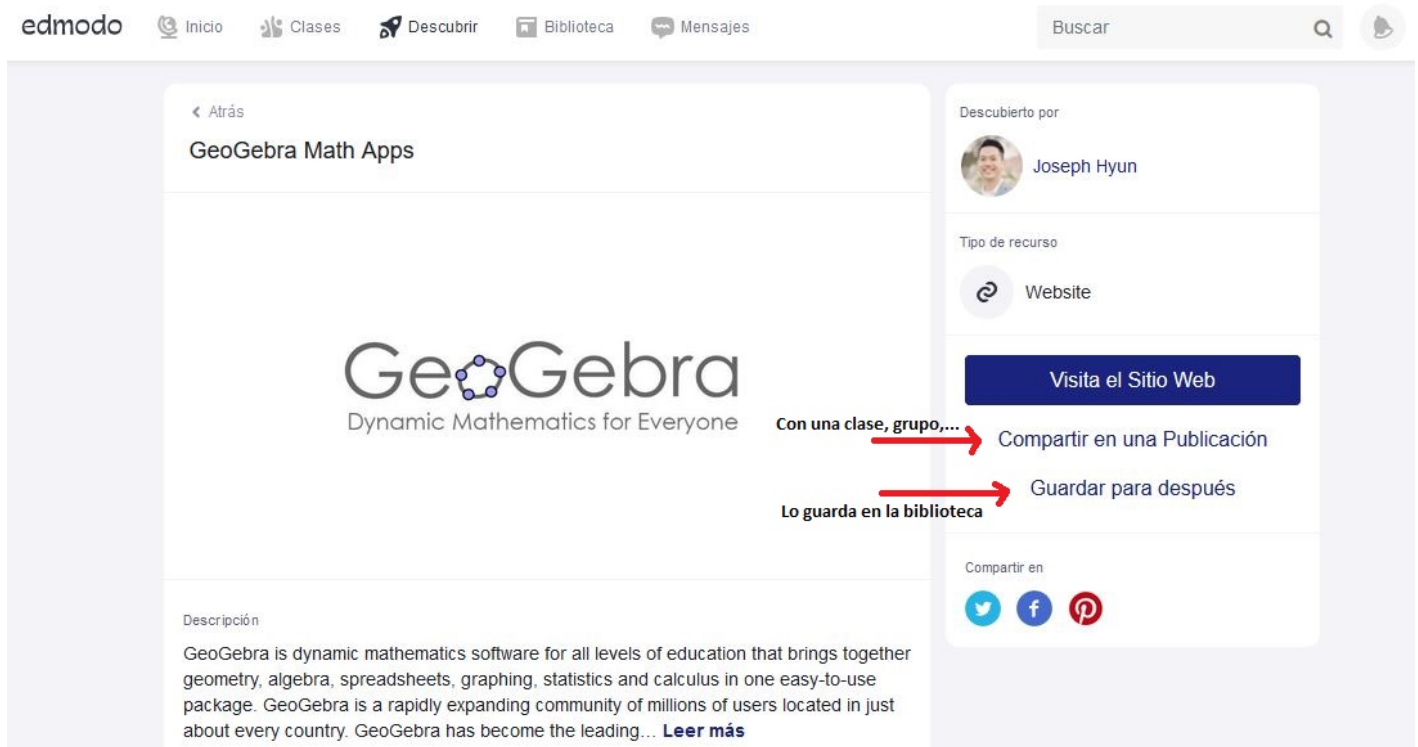 edmodo Inicio Clases Descubrir Biblioteca Mensajes Buscar
Atrás
GeoGebra Math Apps
GeoGebra
Dynamic Mathematics for Everyone
Descripción
GeoGebra is dynamic mathematics software for all levels of education that brings together
geometry, algebra, spreadsheets, graphing, statistics and calculus in one easy-to-use
package. GeoGebra is a rapidly expanding community of millions of users located in just
about every country. GeoGebra has become the leading… Leer más
Descubierto por
Joseph Hyun
Tipo de recurso
Website
Visita el Sitio Web
Con una clase, grupo,...
Compartir en una Publicación
Guardar para después
Lo guarda en la biblioteca
Compartir en